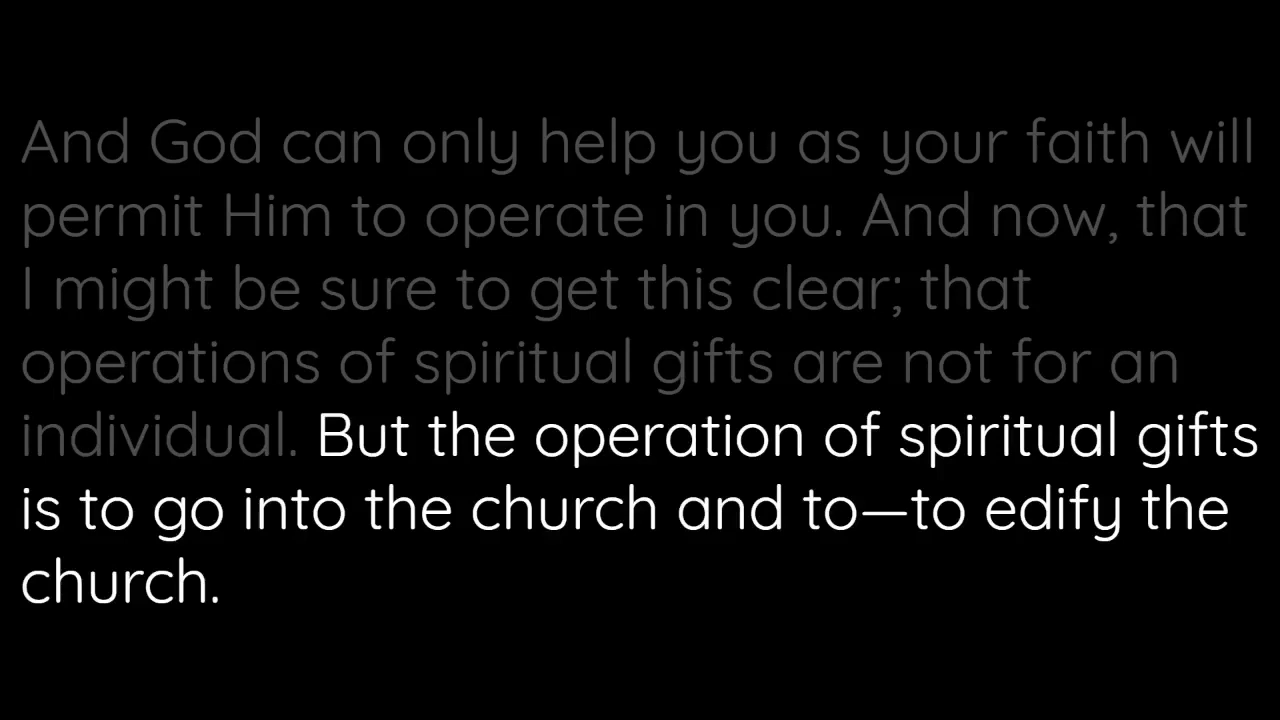 And God can only help you as your faith will
permit Him to operate in you. And now, that
I might be sure to get this clear; that
operations of spiritual gifts are not for an
individual. But the operation of spiritual gifts
is to go into the church and to—to edify the
church.